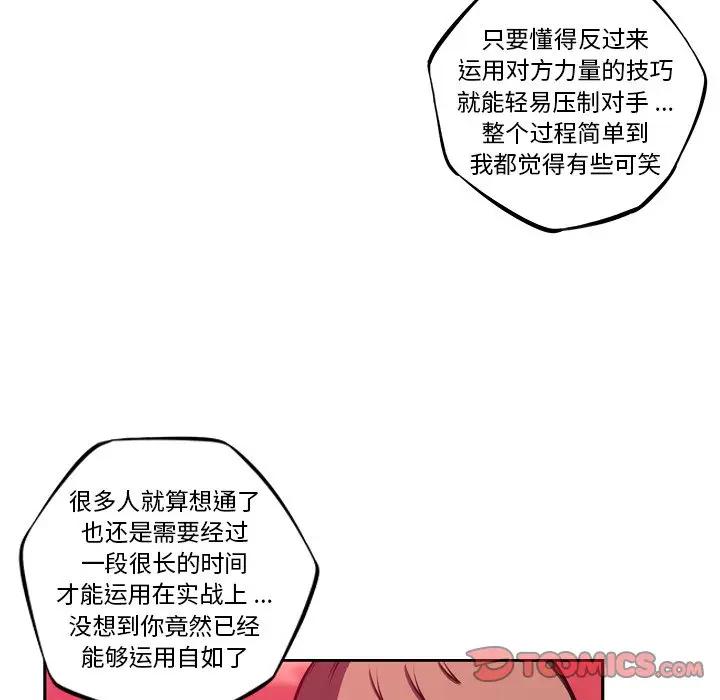 只要懂得反过来
运用对方力量的技巧
就能轻易压制对手...
整个过程简单到
我都觉得有些可笑
很多人就算想通了
也还是需要经过
一段很长的时间
才能运用在实战上...
没想到你竟然已经
能够运用自如了
TOOMICS.COM